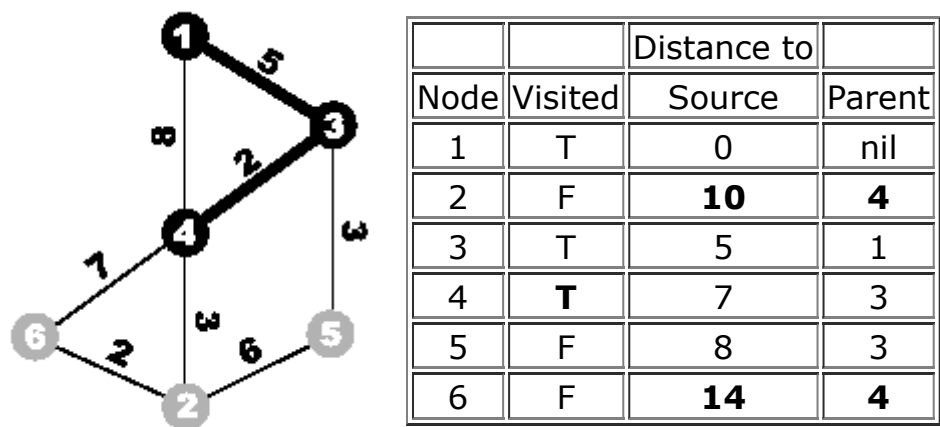 1
5
3
8
2
4
3
7
3
6
5
2
6
2
Distance to
Node Visited Source Parent
1 T 0 nil
2 F 10 4
3 T 5 1
4 T 7 3
5 F 8 3
6 F 14 4